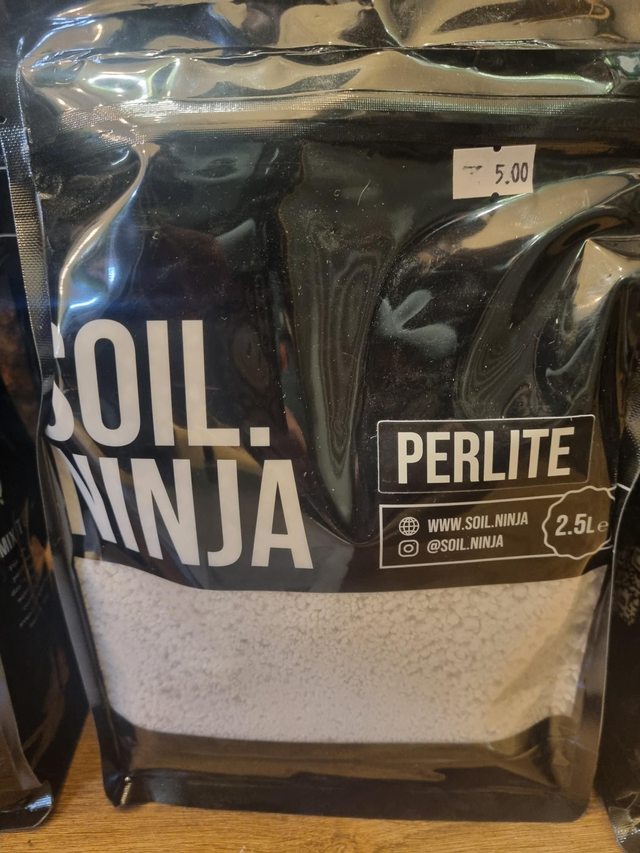 5.00
SOIL.
NINJA
PERLITE
WWW.SOIL.NINJA
@SOIL.NINJA
2.5L e